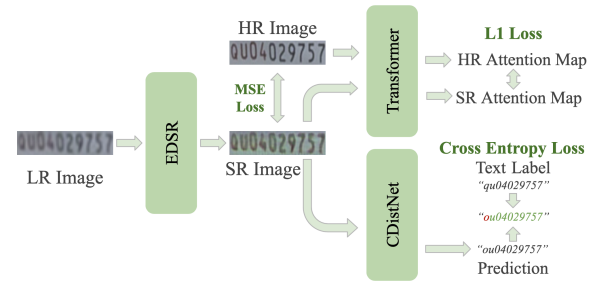 HR Image
QU04029757
L1 Loss
HR Attention Map
SR Attention Map
Transformer
MSE
Loss
EDSR
QU04029757
LR Image
QU04029757
SR Image
CDistNet
Cross Entropy Loss
Text Label
"qu04029757"
"ou04029757"
"ou04029757"
Prediction